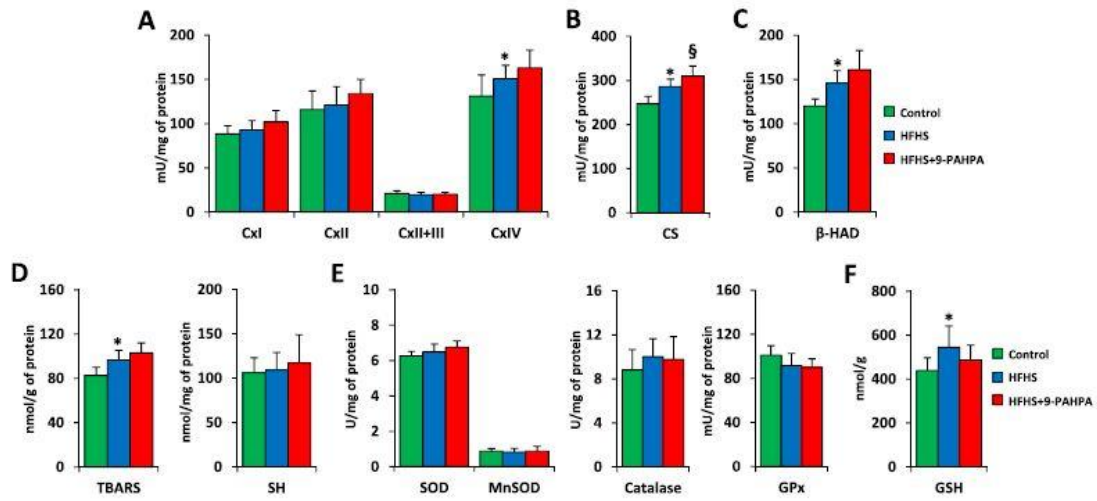 A
mU/mg of protein
200
150
100
50
0
*
CxI
CxII
CxII+III
CxIV
B
mU/mg of protein
400
300
200
100
0
*
§
CS
C
mU/mg of protein
200
150
100
50
0
*
β-HAD
Control
HFHS
HFHS+9-PAHPA
D
nmol/g of protein
160
120
80
40
0
*
TBARS
nmol/mg of protein
200
150
100
50
0
SH
E
U/mg of protein
10
8
6
4
2
0
SOD
MnSOD
U/mg of protein
16
12
8
4
0
Catalase
mU/mg of protein
160
120
80
40
0
GPx
F
nmol/g
800
600
400
200
0
*
GSH
Control
HFHS
HFHS+9-PAHPA